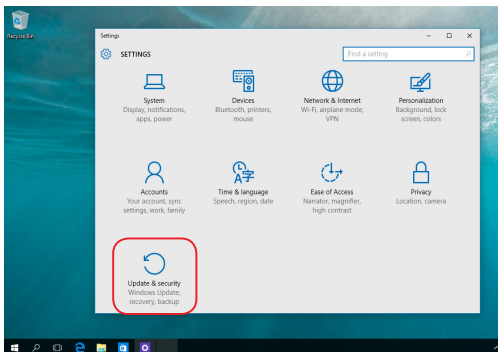 Recycle Bin
Settings
SETTINGS
Find a setting
System
Display, notifications,
apps, power
Devices
Bluetooth, printers,
mouse
Network & Internet
Wi-Fi, airplane mode,
VPN
Personalization
Background, lock
screen, colors
Accounts
Your account, sync
settings, work, family
Time & language
Speech, region, date
Ease of Access
Narrator, magnifier,
high contrast
Privacy
Location, camera
Update & security
Windows Update,
recovery, backup